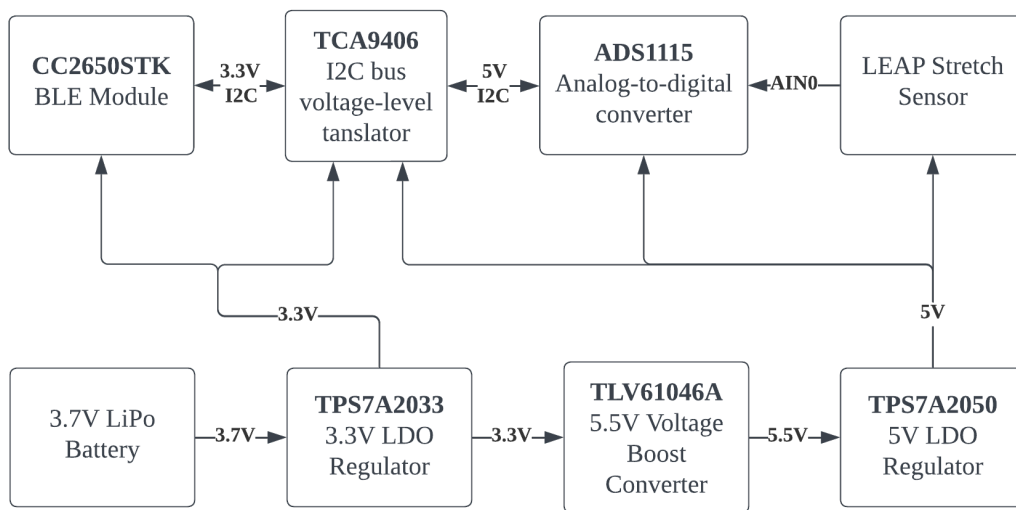 CC2650STK
BLE Module
3.3V
I2C
TCA9406
I2C bus
voltage-level
tanslator
5V
I2C
ADS1115
Analog-to-digital
converter
AIN0
LEAP Stretch
Sensor
3.3V
5V
3.7V LiPo
Battery
3.7V
TPS7A2033
3.3V LDO
Regulator
3.3V
TLV61046A
5.5V Voltage
Boost
Converter
5.5V
TPS7A2050
5V LDO
Regulator